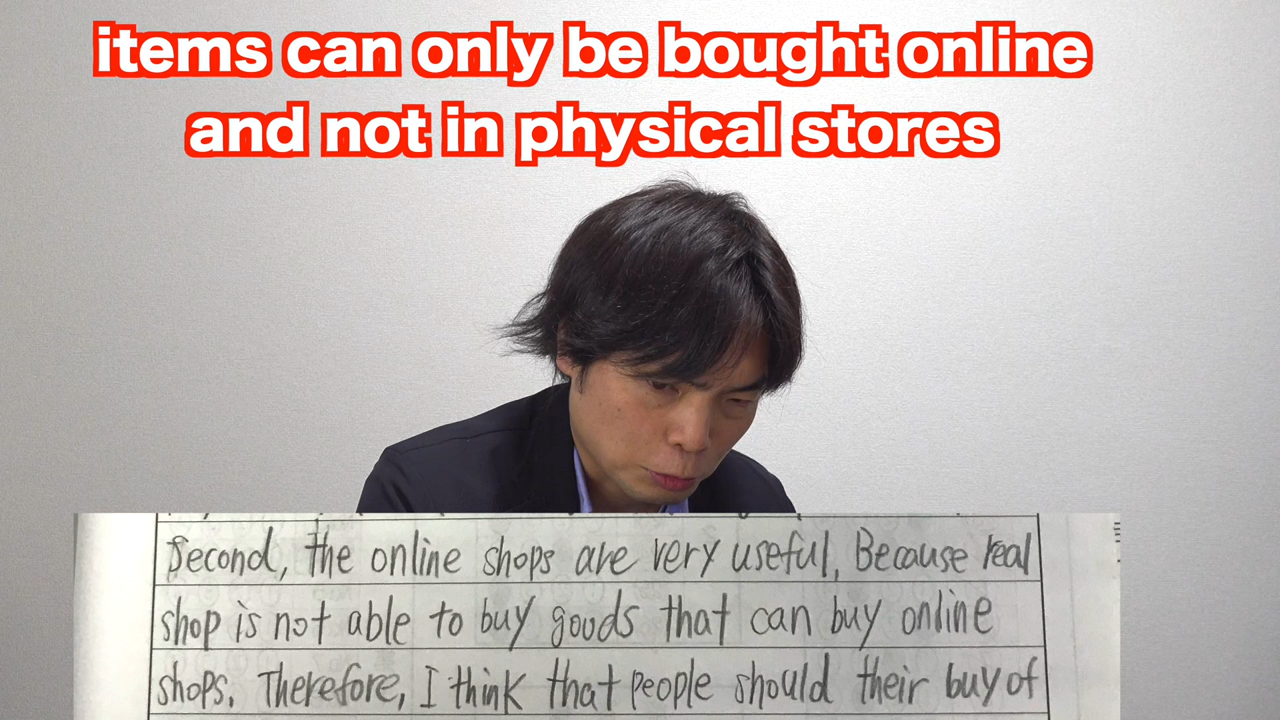 items can only be bought online
and not in physical stores
Second, the online shops are very useful. Because real
shop is not able to buy goods that can buy online
shops. Therefore, I think that people should their buy of